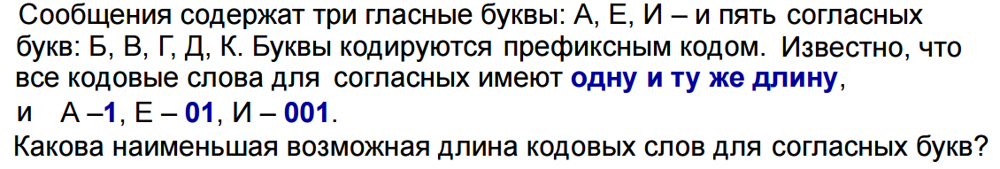 Сообщения содержат три гласные буквы: А, Е, И – и пять согласных
букв: Б, В, Г, Д, К. Буквы кодируются префиксным кодом. Известно, что
все кодовые слова для согласных имеют одну и ту же длину,
и А –1, Е – 01, И – 001.
Какова наименьшая возможная длина кодовых слов для согласных букв?